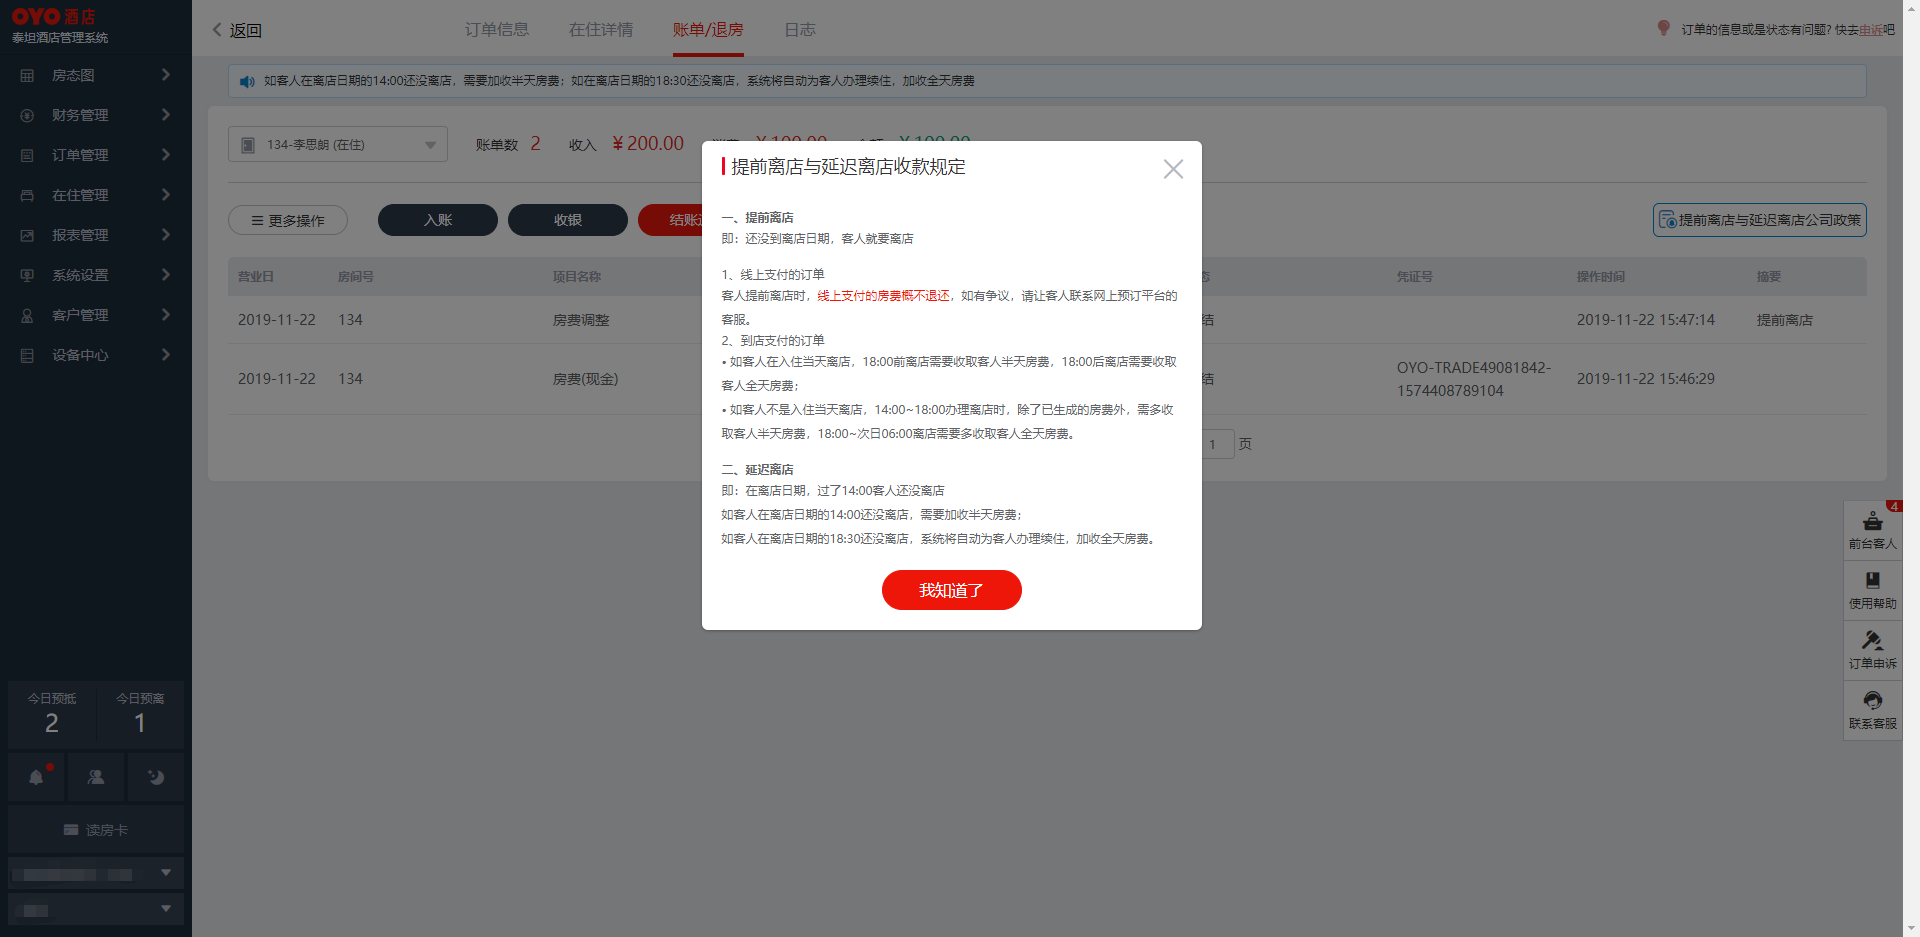 OYO 酒店
泰坦酒店管理系统
房态图
财务管理
订单管理
在住管理
报表管理
系统设置
客户管理
设备中心
今日预抵
2
今日预离
1
读房卡
返回
订单信息
在住详情
账单/退房
日志
订单的信息或是状态有问题? 快去申诉吧
如客人在离店日期的14:00还没离店，需要加收半天房费；如在离店日期的18:30还没离店，系统将自动为客人办理续住，加收全天房费
134-李思朗 (在住)
账单数 2 收入 ¥200.00
更多操作
入账
收银
结账
提前离店与延迟离店公司政策
营业日 房间号 项目名称 态 凭证号 操作时间 摘要
2019-11-22 134 房费调整 结 2019-11-22 15:47:14 提前离店
2019-11-22 134 房费(现金) 结 OYO-TRADE49081842-
1574408789104 2019-11-22 15:46:29
1 页
提前离店与延迟离店收款规定
一、提前离店
即：还没到离店日期，客人就要离店
1、线上支付的订单
客人提前离店时，线上支付的房费概不退还，如有争议，请让客人联系网上预订平台的
客服。
2、到店支付的订单
• 如客人在入住当天离店，18:00前离店需要收取客人半天房费，18:00后离店需要收取
客人全天房费；
• 如客人不是入住当天离店，14:00~18:00办理离店时，除了已生成的房费外，需多收
取客人半天房费，18:00~次日06:00离店需要多收取客人全天房费。
二、延迟离店
即：在离店日期，过了14:00客人还没离店
如客人在离店日期的14:00还没离店，需要加收半天房费；
如客人在离店日期的18:30还没离店，系统将自动为客人办理续住，加收全天房费。
我知道了
4
前台客人
使用帮助
订单申诉
联系客服